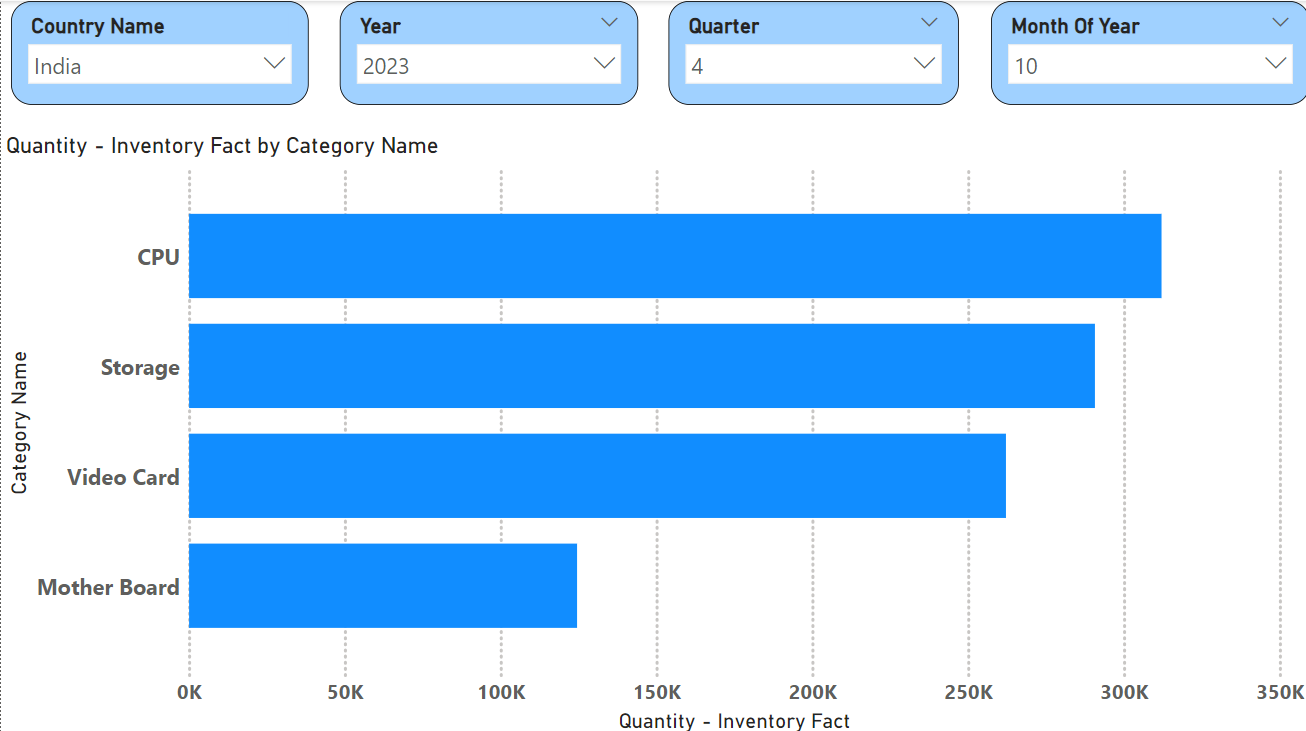 Country Name
India
Year
2023
Quarter
4
Month Of Year
10
Quantity - Inventory Fact by Category Name
Category Name
CPU
Storage
Video Card
Mother Board
0K 50K 100K 150K 200K 250K 300K 350K
Quantity - Inventory Fact